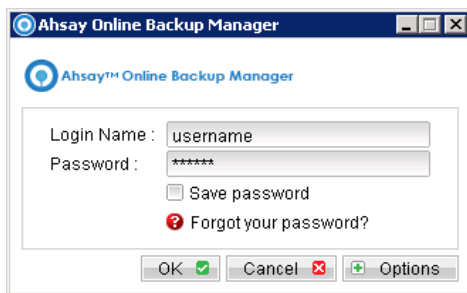 Ahsay Online Backup Manager
Ahsay™ Online Backup Manager
Login Name : username
Password : ******
Save password
Forgot your password?
OK Cancel Options